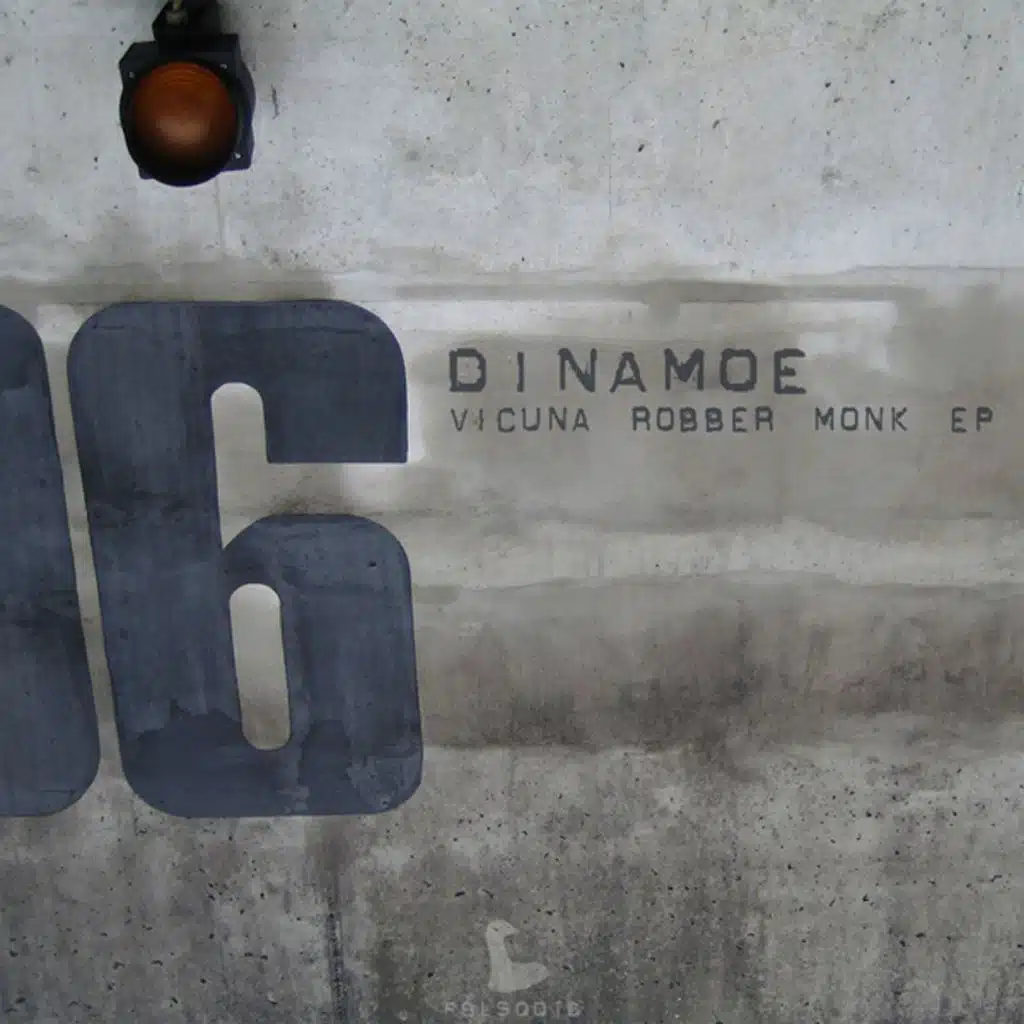 06
DINAMOE
VICUNA ROBBER MONK EP